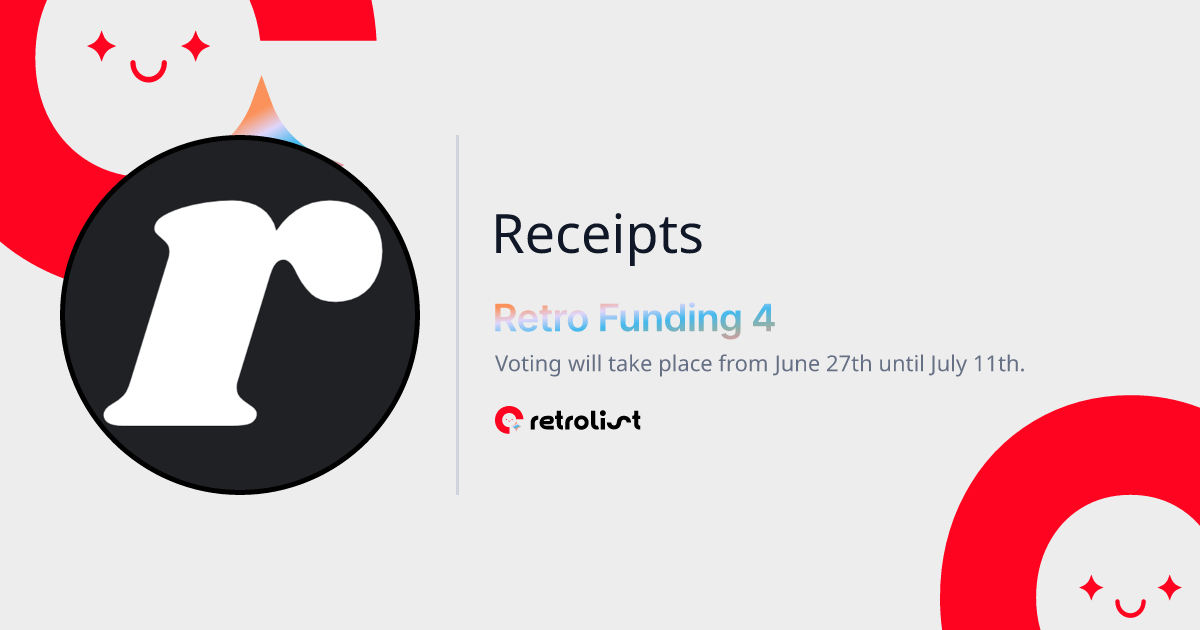 r
Receipts
Retro Funding 4
Voting will take place from June 27th until July 11th.
retrolist